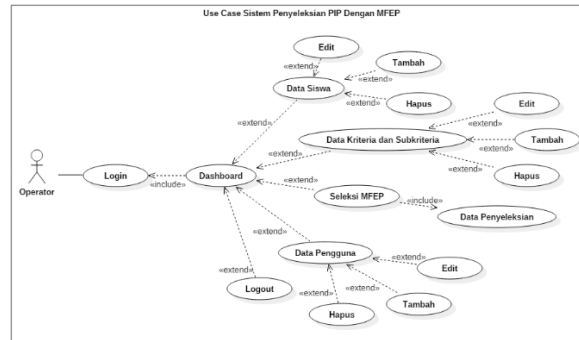 Use Case Sistem Penyeleksian PIP Dengan MFEP
Edit
«extend»
Tambah
«extend»
Data Siswa
«extend»
Hapus
Edit
«extend»
«extend»
Data Kriteria dan Subkriteria
Tambah
«extend»
«extend»
«extend»
Hapus
Operator
Login
«include»
Dashboard
«extend»
Seleksi MFEP
«include»
Data Penyeleksian
«extend»
Data Pengguna
«extend»
Edit
«extend»
«extend»
Logout
«extend»
Tambah
Hapus